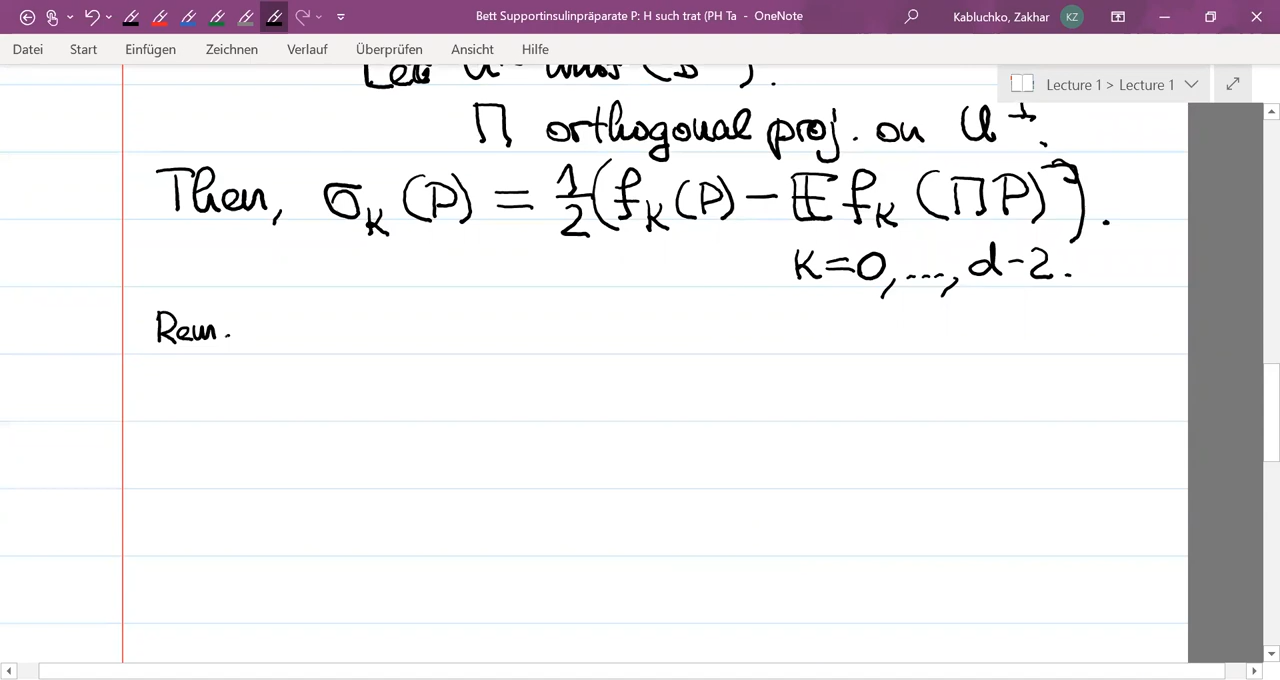 Bett Supportinsulinpräparate P: H such trat (PH Ta - OneNote
Kabluchko, Zakhar KZ
Datei Start Einfügen Zeichnen Verlauf Überprüfen Ansicht Hilfe
Lecture 1 > Lecture 1
Π orthogonal proj. on U^⊥.
Then, σ_k (P) = 1/2 (f_k (P) - 𝔼 f_k (ΠP)).
k=0, ..., d-2.
Rem.